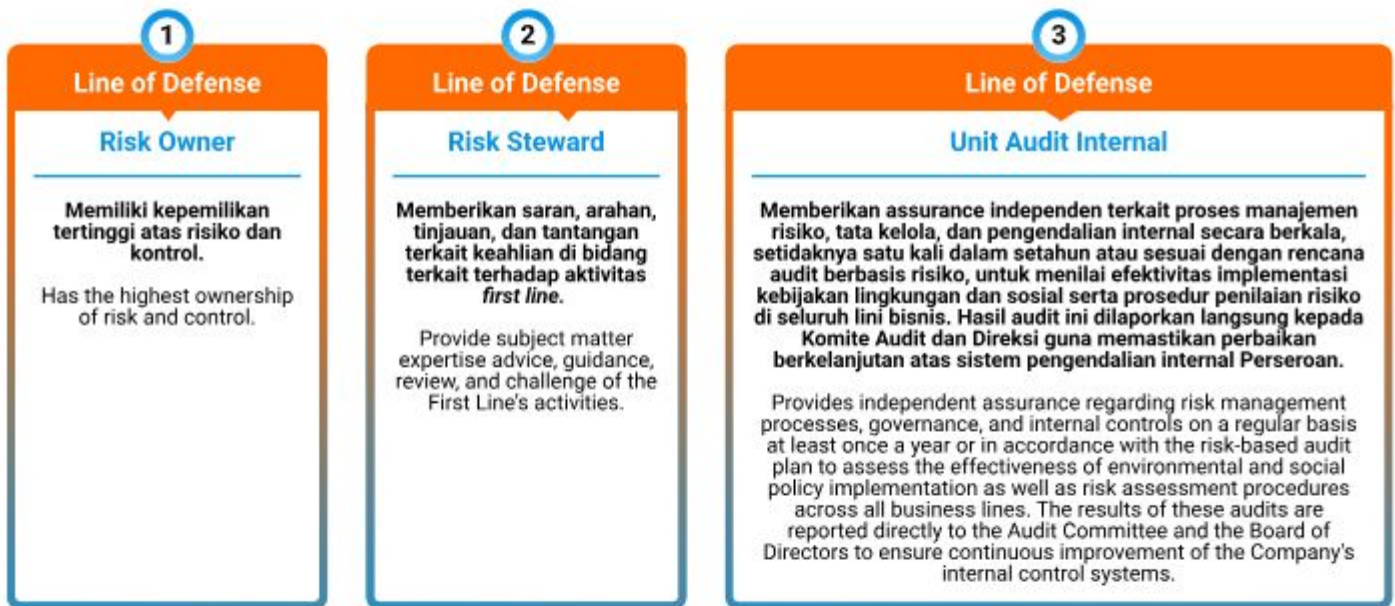 1
Line of Defense
Risk Owner
Memiliki kepemilikan
tertinggi atas risiko dan
kontrol.
Has the highest ownership
of risk and control.
2
Line of Defense
Risk Steward
Memberikan saran, arahan,
tinjauan, dan tantangan
terkait keahlian di bidang
terkait terhadap aktivitas
first line.
Provide subject matter
expertise advice, guidance,
review, and challenge of the
First Line's activities.
3
Line of Defense
Unit Audit Internal
Memberikan assurance independen terkait proses manajemen
risiko, tata kelola, dan pengendalian internal secara berkala,
setidaknya satu kali dalam setahun atau sesuai dengan rencana
audit berbasis risiko, untuk menilai efektivitas implementasi
kebijakan lingkungan dan sosial serta prosedur penilaian risiko
di seluruh lini bisnis. Hasil audit ini dilaporkan langsung kepada
Komite Audit dan Direksi guna memastikan perbaikan
berkelanjutan atas sistem pengendalian internal Perseroan.
Provides independent assurance regarding risk management
processes, governance, and internal controls on a regular basis
at least once a year or in accordance with the risk-based audit
plan to assess the effectiveness of environmental and social
policy implementation as well as risk assessment procedures
across all business lines. The results of these audits are
reported directly to the Audit Committee and the Board of
Directors to ensure continuous improvement of the Company's
internal control systems.